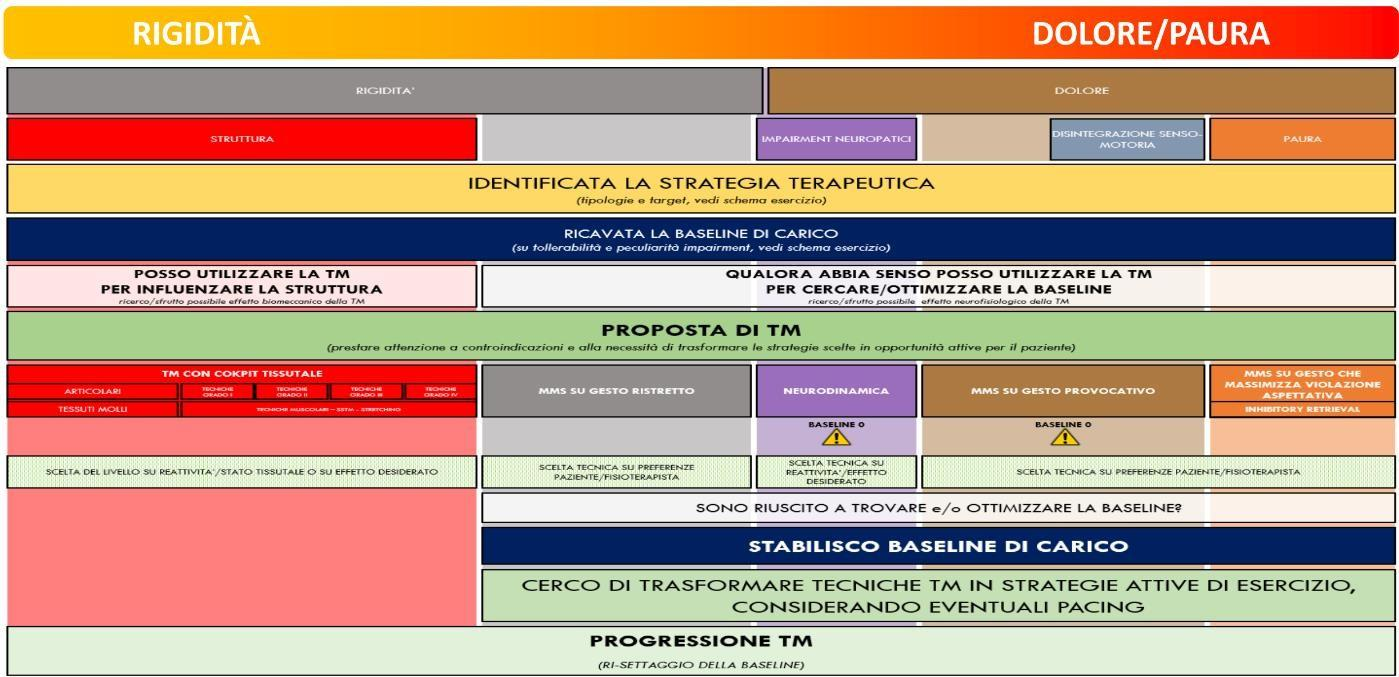 RIGIDITÀ
DOLORE/PAURA
RIGIDITA'
DOLORE
STRUTTURA
IMPAIRMENT NEUROPATICI
DISINTEGRAZIONE SENSO-
MOTORIA
PAURA
IDENTIFICATA LA STRATEGIA TERAPEUTICA
(tipologie e target, vedi schema esercizio)
RICAVATA LA BASELINE DI CARICO
(su tollerabilità e peculiarità impairment, vedi schema esercizio)
POSSO UTILIZZARE LA TM
PER INFLUENZARE LA STRUTTURA
ricerco/sfrutto possibile effetto biomeccanico della TM
QUALORA ABBIA SENSO POSSO UTILIZZARE LA TM
PER CERCARE/OTTIMIZZARE LA BASELINE
ricerco/sfrutto possibile effetto neurofisiologico della TM
PROPOSTA DI TM
(prestare attenzione a controindicazioni e alla necessità di trasformare le strategie scelte in opportunità attive per il paziente)
TM CON COKPIT TISSUTALE
ARTICOLARI
TECNICHE
GRADO I
TECNICHE
GRADO II
TECNICHE
GRADO III
TECNICHE
GRADO IV
TESSUTI MOLLI
TECNICHE MUSCOLARI – SSTM - STRETCHING
MMS SU GESTO RISTRETTO
NEURODINAMICA
MMS SU GESTO PROVOCATIVO
MMS SU GESTO CHE
MASSIMIZZA VIOLAZIONE
ASPETTATIVA
INHIBITORY RETRIEVAL
BASELINE 0
BASELINE 0
SCELTA DEL LIVELLO SU REATTIVITA'/STATO TISSUTALE O SU EFFETTO DESIDERATO
SCELTA TECNICA SU PREFERENZE
PAZIENTE/FISIOTERAPISTA
SCELTA TECNICA SU
REATTIVITA'/EFFETTO
DESIDERATO
SCELTA TECNICA SU PREFERENZE PAZIENTE/FISIOTERAPISTA
SONO RIUSCITO A TROVARE e/o OTTIMIZZARE LA BASELINE?
STABILISCO BASELINE DI CARICO
CERCO DI TRASFORMARE TECNICHE TM IN STRATEGIE ATTIVE DI ESERCIZIO,
CONSIDERANDO EVENTUALI PACING
PROGRESSIONE TM
(RI-SETTAGGIO DELLA BASELINE)